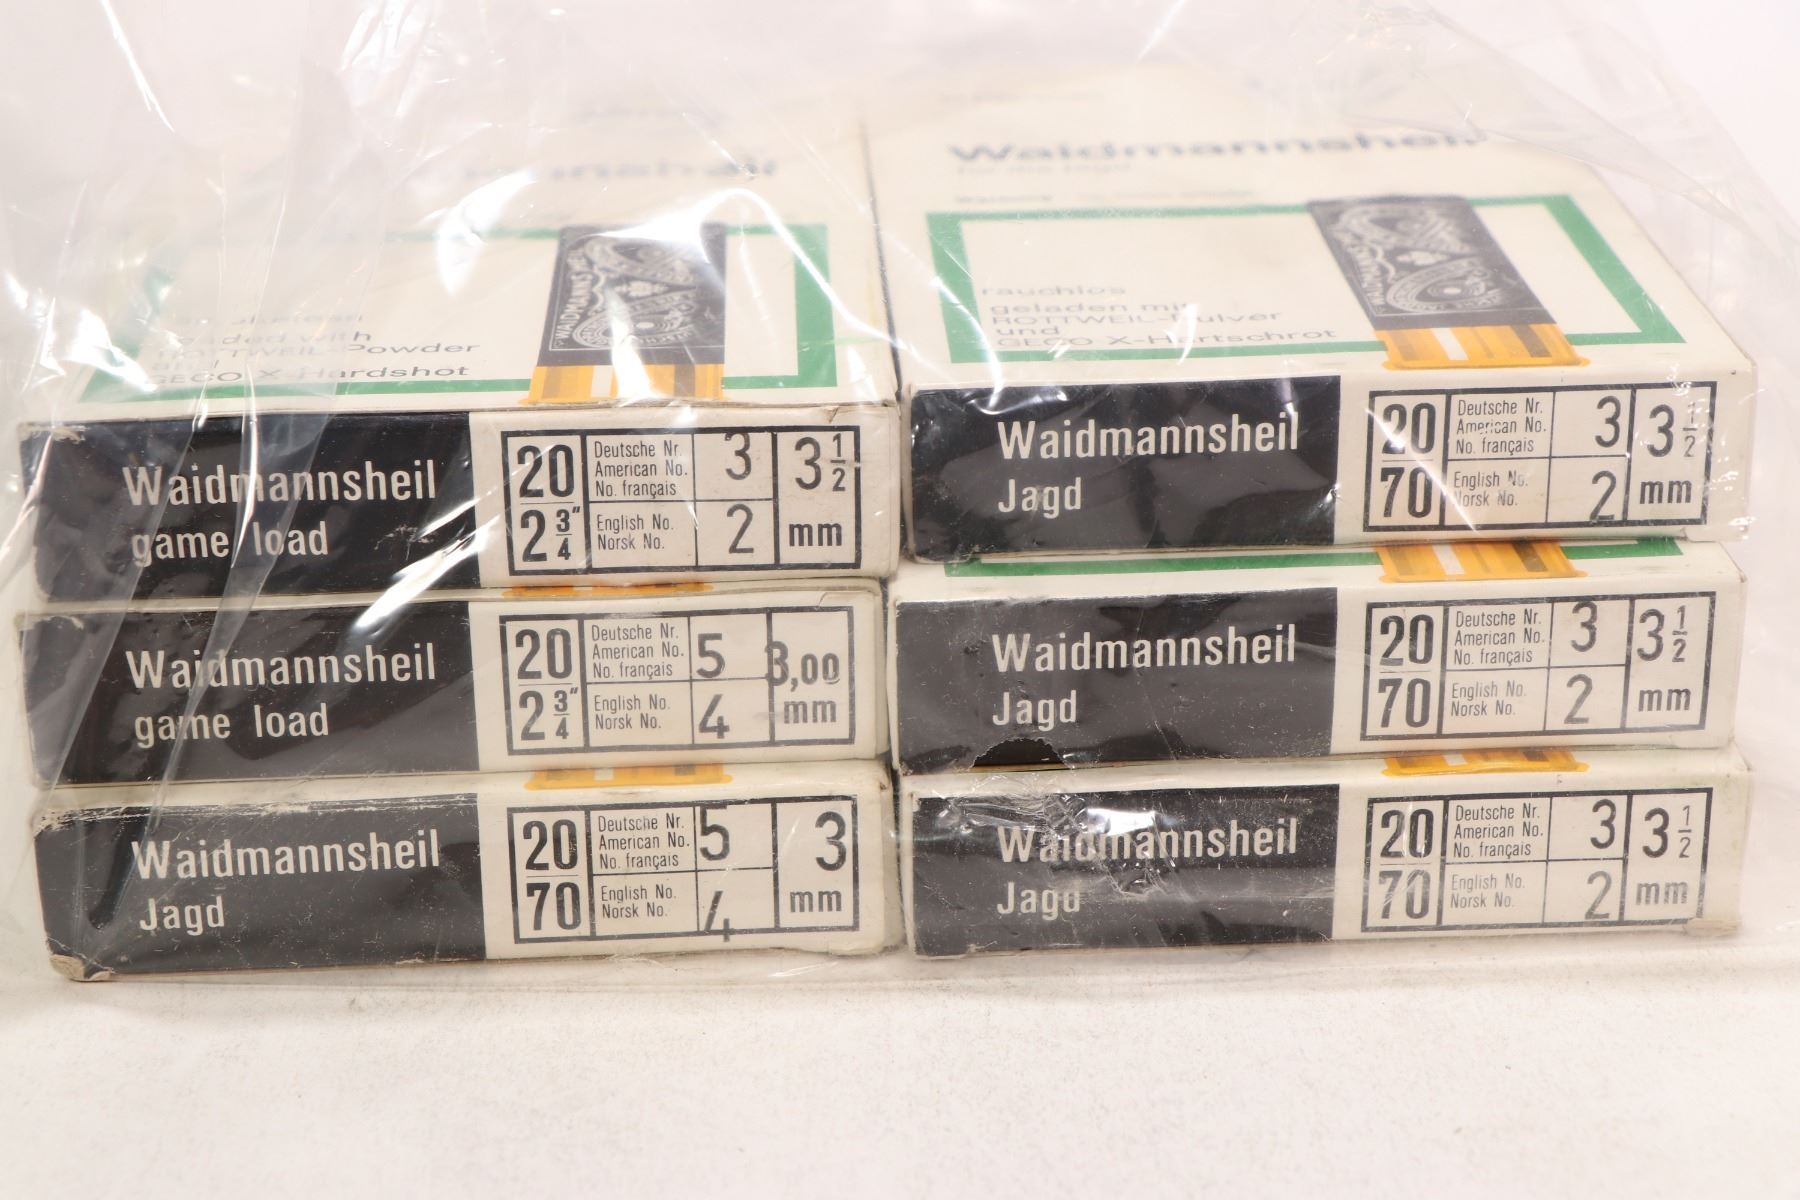 Waidmannsheil
rauchlos
geladen mit
ROTTWEIL-Pulver
und
GECO X-Hartschrot
WAIDMANNS HEIL
loaded with
ROTTWEIL-Powder
and
GECO X-Hardshot
Waidmannsheil
game load
20
2 3/4"
Deutsche Nr.
American No.
No. français
3
English No.
Norsk No.
2
3 1/2
mm
Waidmannsheil
Jagd
20
70
Deutsche Nr.
American No.
No. français
3
English No.
Norsk No.
2
3 1/2
mm
Waidmannsheil
game load
20
2 3/4"
Deutsche Nr.
American No.
No. français
5
English No.
Norsk No.
4
3,00
mm
Waidmannsheil
Jagd
20
70
Deutsche Nr.
American No.
No. français
3
English No.
Norsk No.
2
3 1/2
mm
Waidmannsheil
Jagd
20
70
Deutsche Nr.
American No.
No. français
5
English No.
Norsk No.
4
3
mm
Waidmannsheil
Jagd
20
70
Deutsche Nr.
American No.
No. français
3
English No.
Norsk No.
2
3 1/2
mm